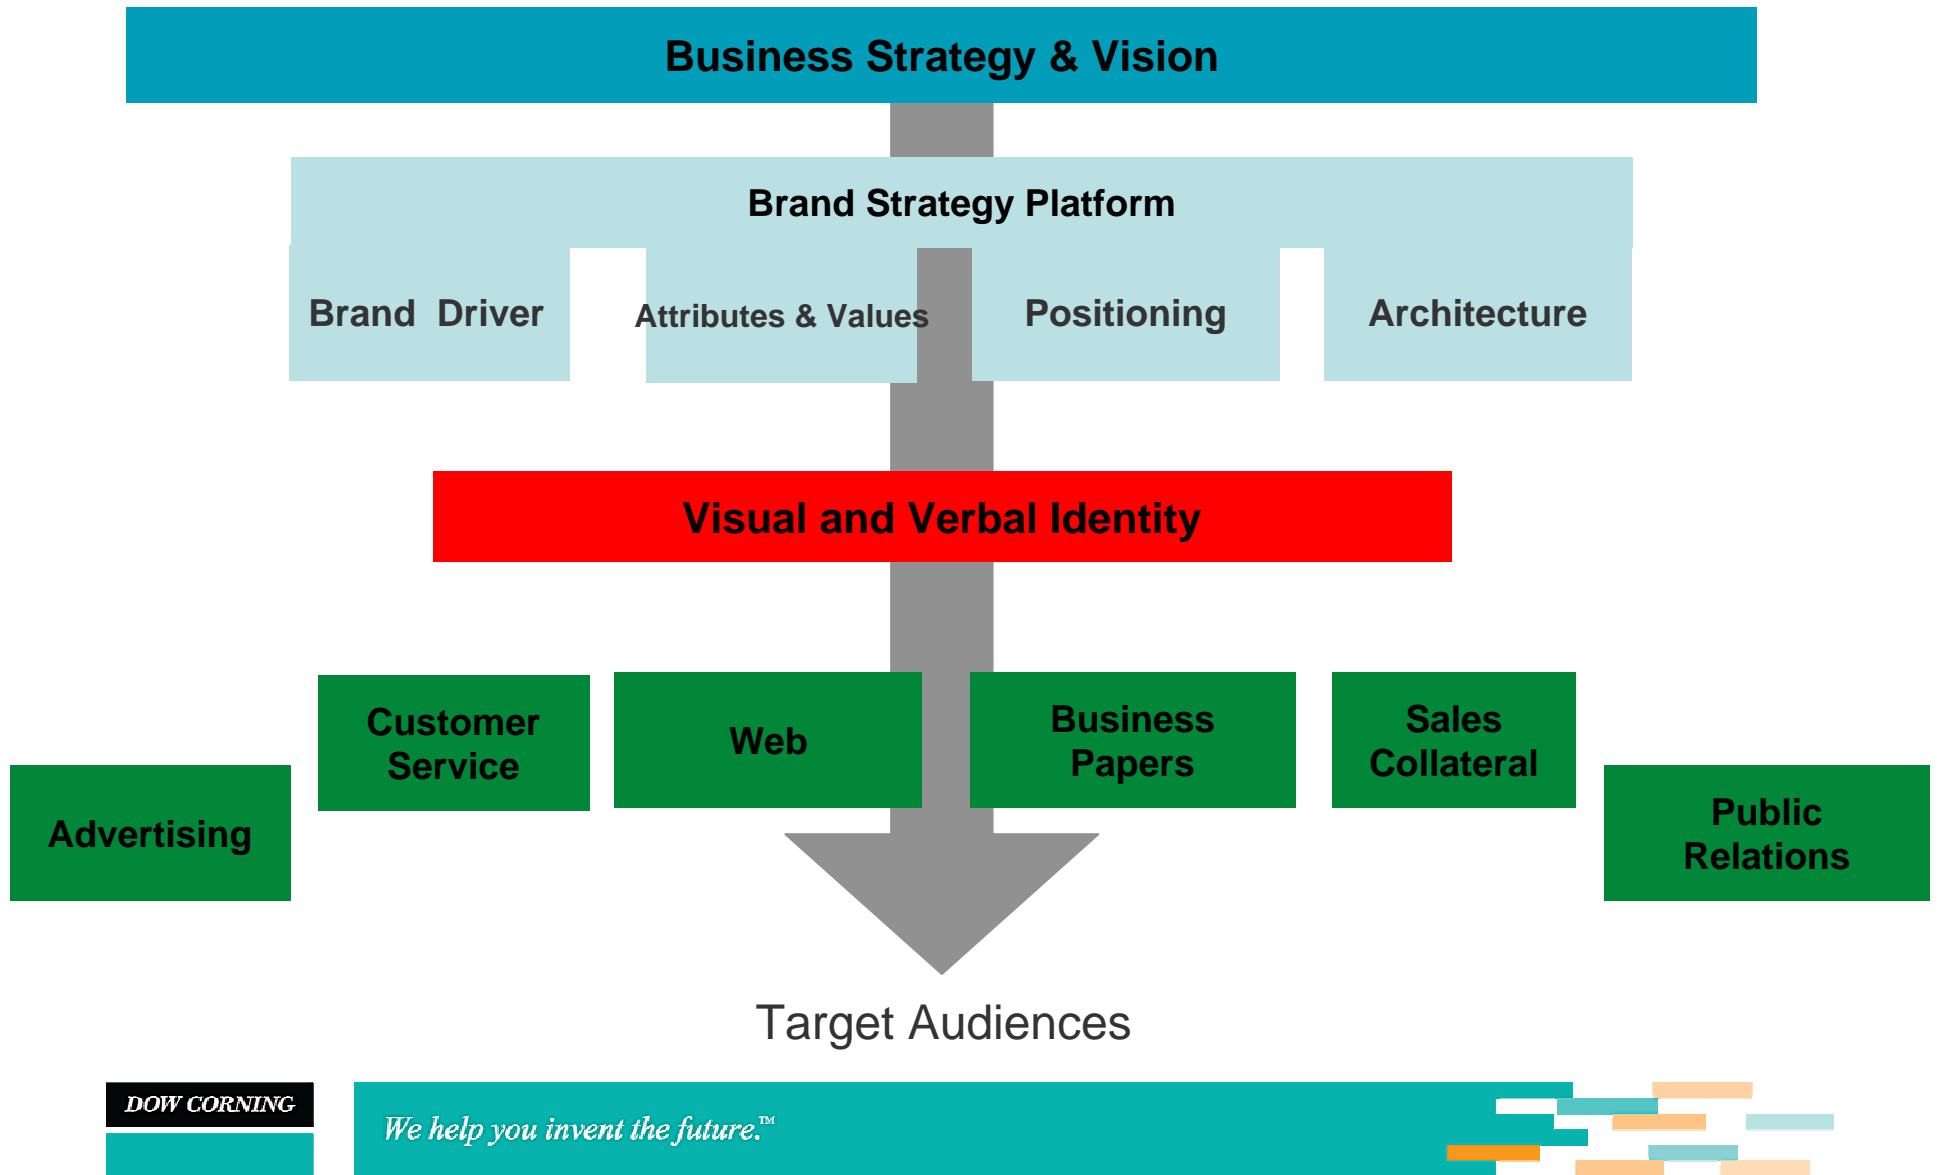 Business Strategy & Vision
Brand Strategy Platform
Brand Driver
Attributes & Values
Positioning
Architecture
Visual and Verbal Identity
Customer
Service
Web
Business
Papers
Sales
Collateral
Advertising
Public
Relations
Target Audiences
DOW CORNING
We help you invent the future.™